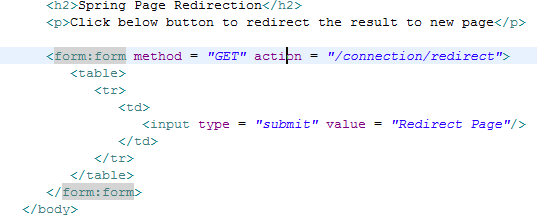 <h2>Spring Page Redirection</h2>
<p>Click below button to redirect the result to new page</p>
<form:form method = "GET" action = "/connection/redirect">
<table>
<tr>
<td>
<input type = "submit" value = "Redirect Page"/>
</td>
</tr>
</table>
</form:form>
</body>